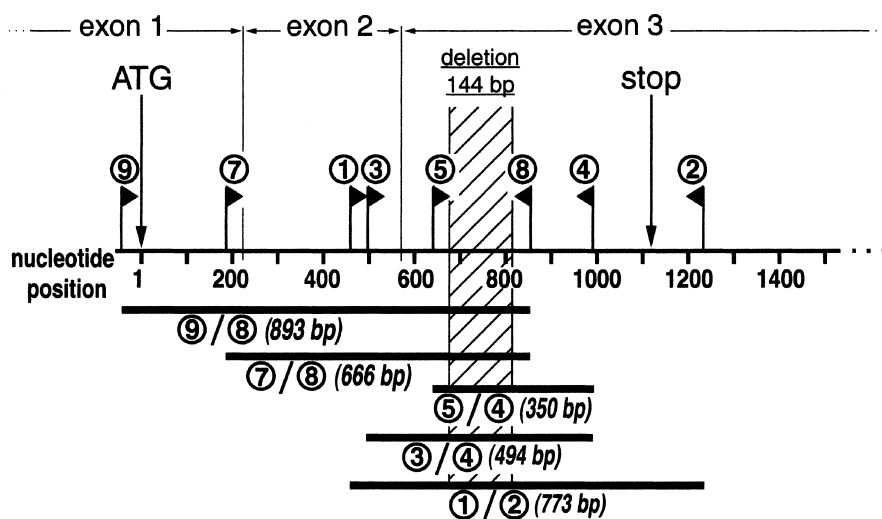 exon 1 exon 2 exon 3
deletion
144 bp
ATG stop
⑨ ⑦ ① ③ ⑤ ⑧ ④ ②
nucleotide
position
1 200 400 600 800 1000 1200 1400
⑨/⑧ (893 bp)
⑦/⑧ (666 bp)
⑤/④ (350 bp)
③/④ (494 bp)
①/② (773 bp)